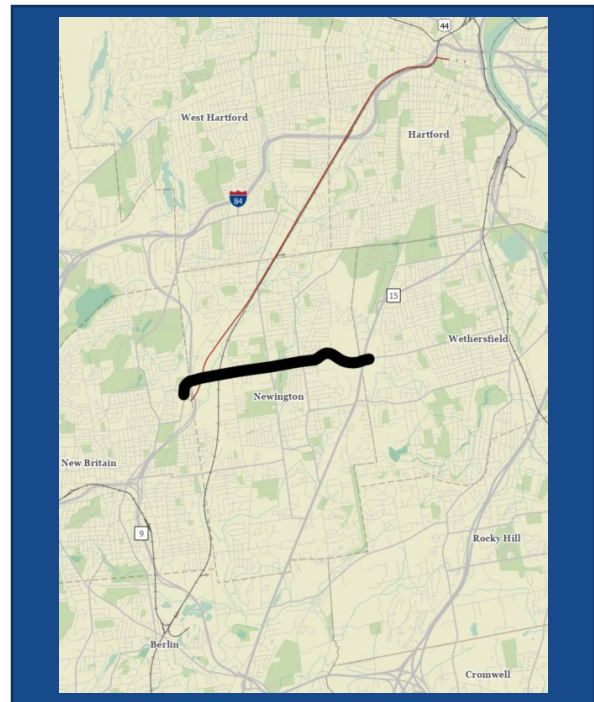 44
West Hartford
Hartford
84
15
Wethersfield
Newington
New Britain
9
Rocky Hill
Berlin
Cromwell